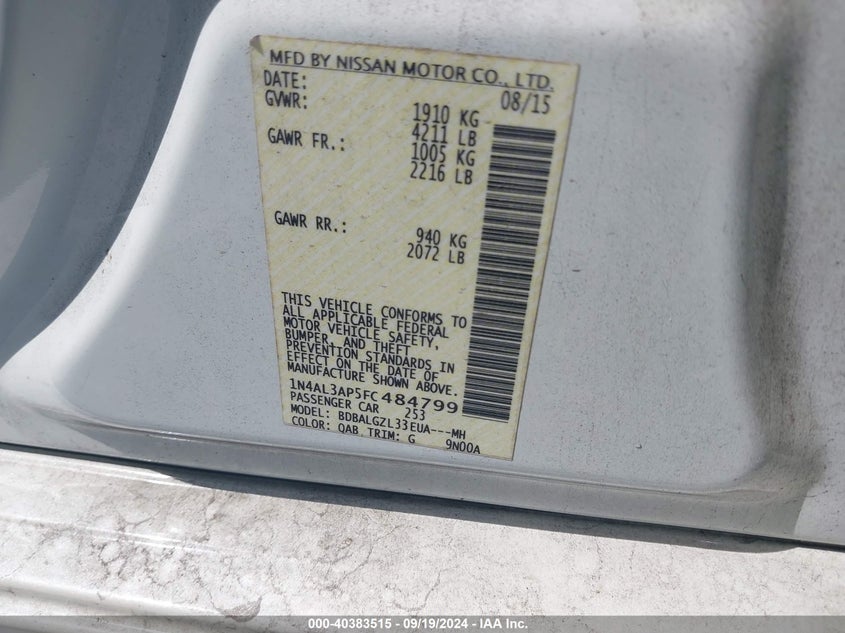 MFD BY NISSAN MOTOR CO., LTD.
DATE: 08/15
GVWR: 1910 KG
4211 LB
GAWR FR.: 1005 KG
2216 LB
GAWR RR.: 940 KG
2072 LB
THIS VEHICLE CONFORMS TO
ALL APPLICABLE FEDERAL
MOTOR VEHICLE SAFETY,
BUMPER, AND THEFT
PREVENTION STANDARDS IN
EFFECT ON THE DATE OF
MANUFACTURE SHOWN ABOVE.
1N4AL3AP5FC484799
PASSENGER CAR 253
MODEL: BDBALGZL33EUA---MH
COLOR: QAB TRIM: G 9N00A
000-40383515 - 09/19/2024 - IAA Inc.